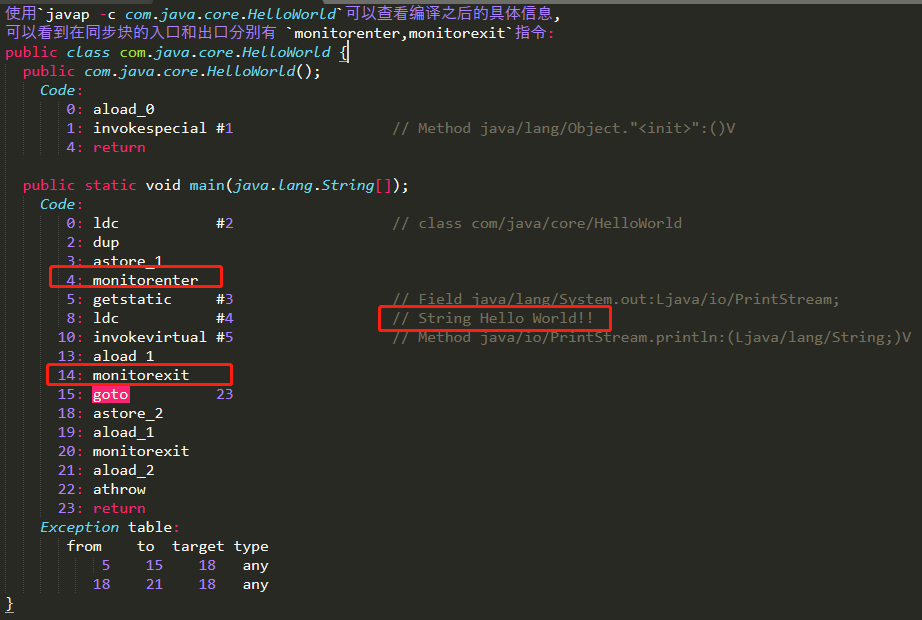 使用`javap -c com.java.core.HelloWorld`可以查看编译之后的具体信息,
可以看到在同步块的入口和出口分别有 `monitorenter,monitorexit`指令:
public class com.java.core.HelloWorld {
  public com.java.core.HelloWorld();
    Code:
       0: aload_0
       1: invokespecial #1                  // Method java/lang/Object."<init>":()V
       4: return

  public static void main(java.lang.String[]);
    Code:
       0: ldc           #2                  // class com/java/core/HelloWorld
       2: dup
       3: astore_1
       4: monitorenter
       5: getstatic     #3                  // Field java/lang/System.out:Ljava/io/PrintStream;
       8: ldc           #4                  // String Hello World!!
      10: invokevirtual #5                  // Method java/io/PrintStream.println:(Ljava/lang/String;)V
      13: aload_1
      14: monitorexit
      15: goto          23
      18: astore_2
      19: aload_1
      20: monitorexit
      21: aload_2
      22: athrow
      23: return
    Exception table:
       from    to  target type
           5    15    18   any
          18    21    18   any
}